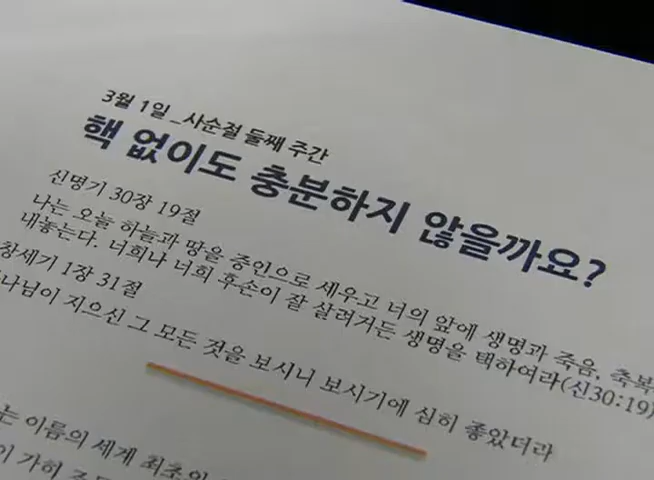 3월 1일_사순절 둘째 주간
핵 없이도 충분하지 않을까요?
신명기 30장 19절
나는 오늘 하늘과 땅을 증인으로 세우고 너의 앞에 생명과 죽음, 축복
내놓는다. 너희나 너희 후손이 잘 살려거든 생명을 택하여라(신30:19)
창세기 1장 31절
나님이 지으신 그 모든 것을 보시니 보시기에 심히 좋았더라
는 이름의 세계 최초의
이 가히